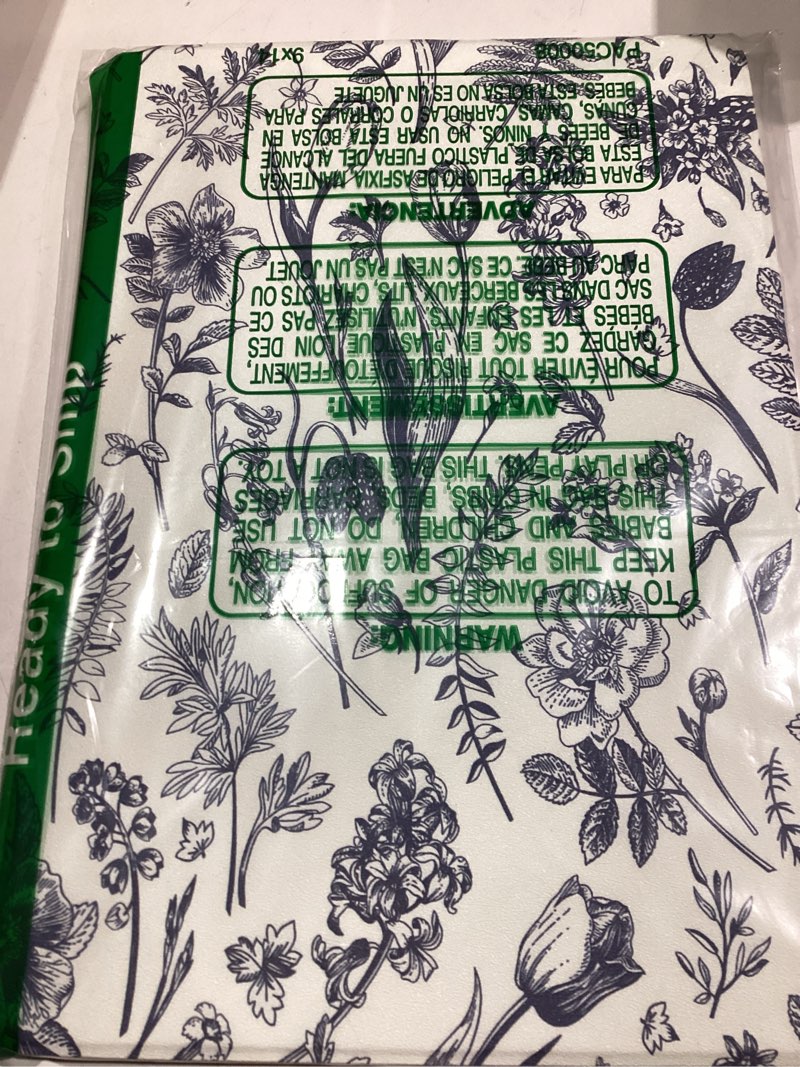 WARNING:
TO AVOID DANGER OF SUFFOCATION,
KEEP THIS PLASTIC BAG AWAY FROM
BABIES AND CHILDREN. DO NOT USE
THIS BAG IN CRIBS, BEDS, CARRIAGES
OR PLAY PENS. THIS BAG IS NOT A TOY.
AVERTISSEMENT:
POUR ÉVITER TOUT RISQUE D'ÉTOUFFEMENT,
GARDEZ CE SAC EN PLASTIQUE LOIN DES
BÉBÉS ET LES ENFANTS. N'UTILISEZ PAS CE
SAC DANS LES BERCEAUX, LITS, CHARIOTS OU
PARC AU BÉBÉ. CE SAC N'EST PAS UN JOUET
ADVERTENCIA:
PARA EVITAR EL PELIGRO DE ASFIXIA, MANTENGA
ESTA BOLSA DE PLASTICO FUERA DEL ALCANCE
DE BEBES Y NINOS. NO USAR ESTA BOLSA EN
CUNAS, CAMAS, CARRIOLAS O CORRALES PARA
BEBÉS. ESTA BOLSA NO ES UN JUGUETE
PAC50008 9x14
Ready to Ship